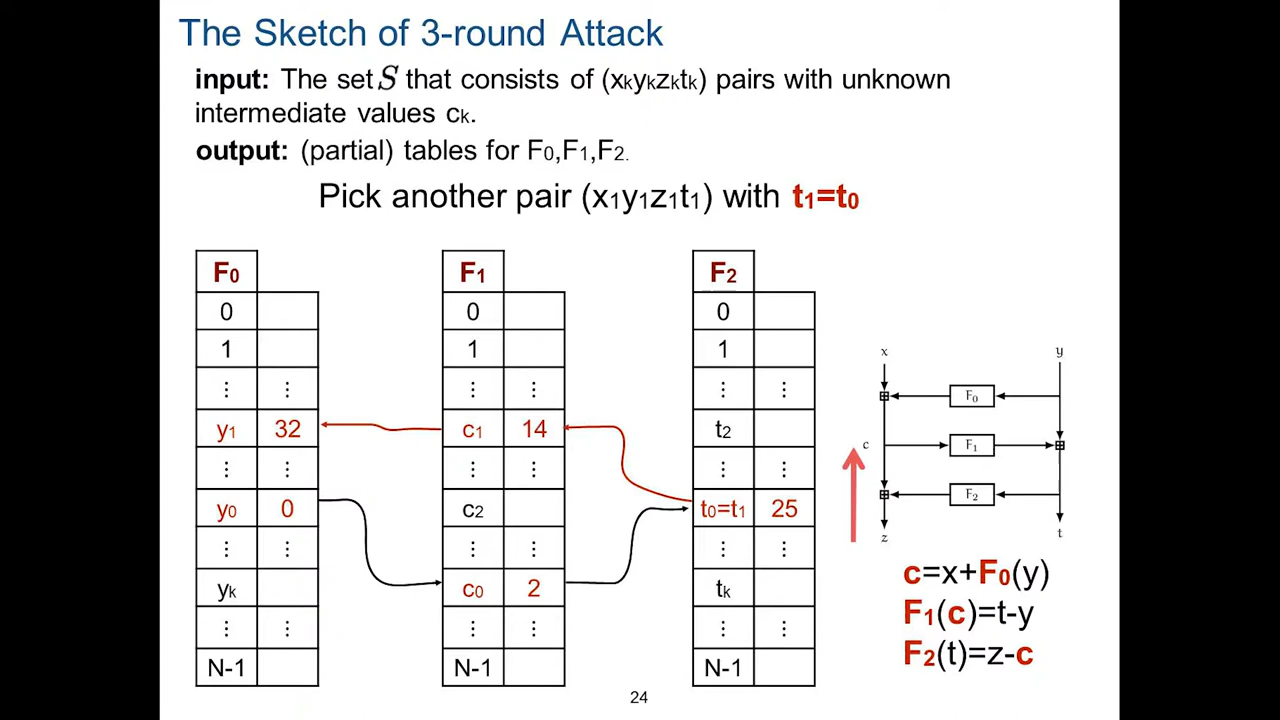 The Sketch of 3-round Attack
input: The set S that consists of (xkykzktk) pairs with unknown
intermediate values ck.
output: (partial) tables for F0,F1,F2.
Pick another pair (x1y1z1t1) with t1=t0
F0 F1 F2
0 0 0
1 1 1
⋮ ⋮ ⋮ ⋮ ⋮ ⋮
y1 32 c1 14 t2
⋮ ⋮ ⋮ ⋮ ⋮ ⋮
y0 0 c2 t0=t1 25
⋮ ⋮ ⋮ ⋮ ⋮ ⋮
yk c0 2 tk
⋮ ⋮ ⋮ ⋮ ⋮ ⋮
N-1 N-1 N-1
x y
F0
c F1
F2
z t
c=x+F0(y)
F1(c)=t-y
F2(t)=z-c
24